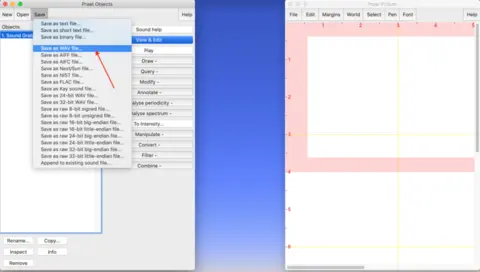 Praat Objects
New Open Save Help
Objects:
1. Sound
Save as text file...
Save as short text file...
Save as binary file...
Save as WAV file...
Save as AIFF file...
Save as AIFC file...
Save as Next/Sun file...
Save as NIST file...
Save as FLAC file...
Save as Kay sound file...
Save as 24-bit WAV file...
Save as 32-bit WAV file...
Save as raw 8-bit signed file...
Save as raw 8-bit unsigned file...
Save as raw 16-bit big-endian file...
Save as raw 16-bit little-endian file...
Save as raw 24-bit big-endian file...
Save as raw 24-bit little-endian file...
Save as raw 32-bit big-endian file...
Save as raw 32-bit little-endian file...
Append to existing sound file...
Sound help
View & Edit
Play
Draw -
Query -
Modify -
Annotate -
alyse periodicity -
alyse spectrum -
To Intensity...
Manipulate -
Convert -
Filter -
Combine -
Rename... Copy...
Inspect Info
Remove
Praat Picture
File Edit Margins World Select Pen Font Help
0 1 2 3 4 5
1
2
3
4
5
6